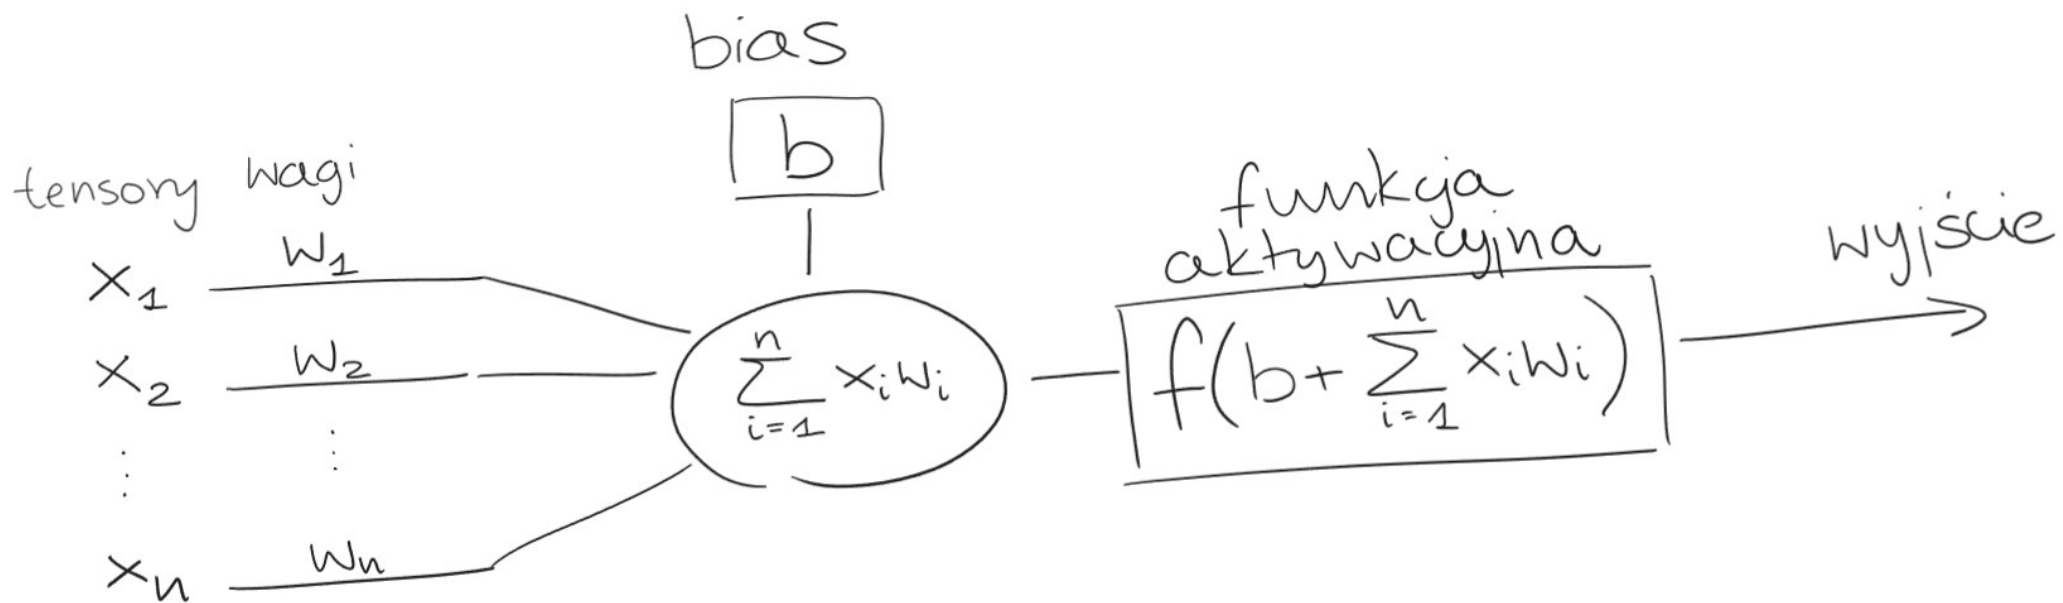 bias
b
tensory wagi
x₁ w₁
x₂ w₂
⋮ ⋮
xₙ wₙ
n
∑ xᵢwᵢ
i=1
funkcja
aktywacyjna
n
f(b+ ∑ xᵢwᵢ)
i=1
wyjście